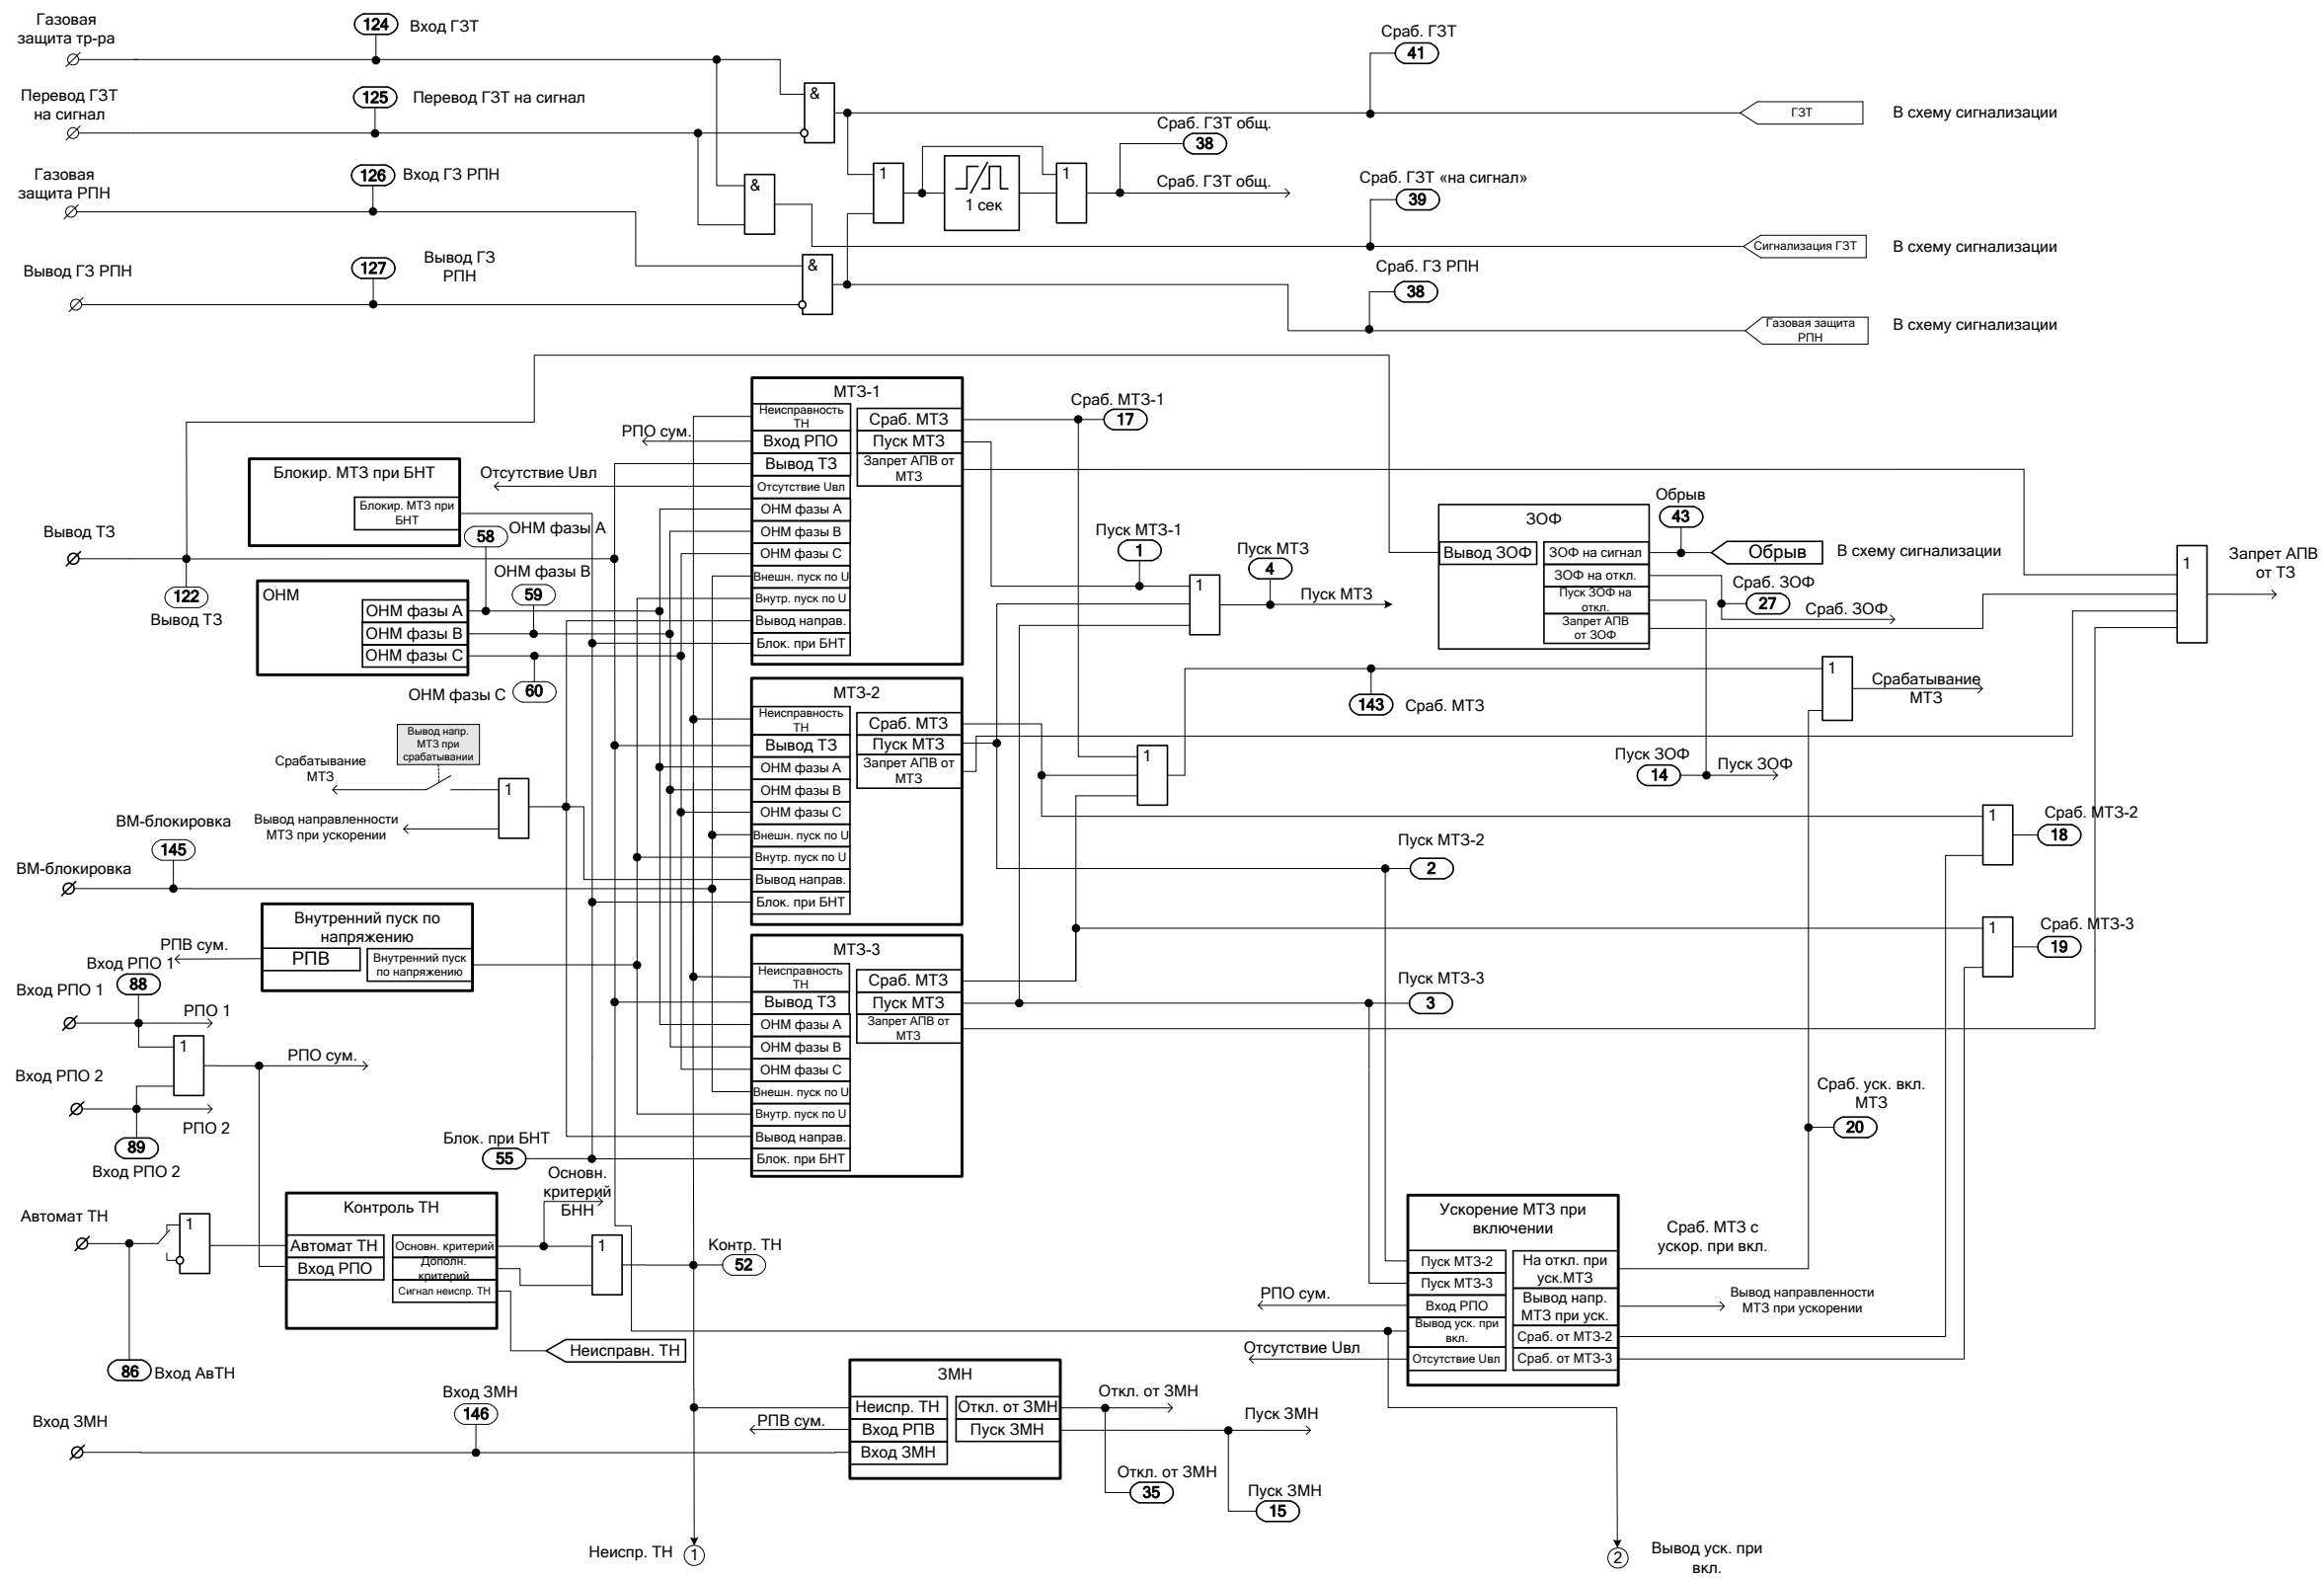 Газовая
защита тр-ра
124
Вход ГЗТ
Сраб. ГЗТ
41
Перевод ГЗТ
на сигнал
125
Перевод ГЗТ на сигнал
&
ГЗТ
В схему сигнализации
Сраб. ГЗТ общ.
38
Газовая
защита РПН
126
Вход ГЗ РПН
&
1
1 сек
1
Сраб. ГЗТ общ.
Сраб. ГЗТ «на сигнал»
39
Сигнализация ГЗТ
В схему сигнализации
Вывод ГЗ РПН
127
Вывод ГЗ
РПН
&
Сраб. ГЗ РПН
38
Газовая защита
РПН
В схему сигнализации
МТЗ-1
Неисправность
ТН
Вход РПО
Вывод ТЗ
Отсутствие Uвл
ОНМ фазы А
ОНМ фазы В
ОНМ фазы С
Внешн. пуск по U
Внутр. пуск по U
Вывод направ.
Блок. при БНТ
Сраб. МТЗ
Пуск МТЗ
Запрет АПВ от
МТЗ
РПО сум.
Отсутствие Uвл
Сраб. МТЗ-1
17
Блокир. МТЗ при БНТ
Блокир. МТЗ при
БНТ
Вывод ТЗ
122
Вывод ТЗ
58
ОНМ фазы А
ОНМ фазы В
59
ОНМ
ОНМ фазы А
ОНМ фазы В
ОНМ фазы С
ОНМ фазы С
60
Пуск МТЗ-1
1
1
Пуск МТЗ
4
Пуск МТЗ
ЗОФ
Вывод ЗОФ
ЗОФ на сигнал
ЗОФ на откл.
Пуск ЗОФ на
откл.
Запрет АПВ
от ЗОФ
Обрыв
43
Обрыв
В схему сигнализации
Сраб. ЗОФ
27
Сраб. ЗОФ
1
Запрет АПВ
от ТЗ
МТЗ-2
Неисправность
ТН
Вывод ТЗ
ОНМ фазы А
ОНМ фазы В
ОНМ фазы С
Внешн. пуск по U
Внутр. пуск по U
Вывод направ.
Блок. при БНТ
Сраб. МТЗ
Пуск МТЗ
Запрет АПВ от
МТЗ
143
Сраб. МТЗ
1
1
Срабатывание
МТЗ
Пуск ЗОФ
14
Пуск ЗОФ
Вывод напр.
МТЗ при
срабатывании
Срабатывание
МТЗ
1
Вывод направленности
МТЗ при ускорении
ВМ-блокировка
145
ВМ-блокировка
1
Сраб. МТЗ-2
18
Пуск МТЗ-2
2
Внутренний пуск по
напряжению
РПВ
Внутренний пуск
по напряжению
РПВ сум.
1
Сраб. МТЗ-3
19
МТЗ-3
Неисправность
ТН
Вывод ТЗ
ОНМ фазы А
ОНМ фазы В
ОНМ фазы С
Внешн. пуск по U
Внутр. пуск по U
Вывод направ.
Блок. при БНТ
Сраб. МТЗ
Пуск МТЗ
Запрет АПВ от
МТЗ
Пуск МТЗ-3
3
Вход РПО 1
88
Вход РПО 1
РПО 1
1
РПО сум.
Вход РПО 2
РПО 2
89
Вход РПО 2
Блок. при БНТ
55
Сраб. уск. вкл.
МТЗ
20
Основн.
критерий
БНН
Автомат ТН
1
Контроль ТН
Автомат ТН
Вход РПО
Основн. критерий
Дополн.
критерий
Сигнал неиспр. ТН
1
Контр. ТН
52
Неисправн. ТН
86
Вход АвТН
Ускорение МТЗ при
включении
Пуск МТЗ-2
Пуск МТЗ-3
Вход РПО
Вывод уск. при
вкл.
Отсутствие Uвл
На откл. при
уск.МТЗ
Вывод напр.
МТЗ при уск.
Сраб. от МТЗ-2
Сраб. от МТЗ-3
РПО сум.
Отсутствие Uвл
Сраб. МТЗ с
ускор. при вкл.
Вывод направленности
МТЗ при ускорении
Вход ЗМН
Вход ЗМН
146
ЗМН
Неиспр. ТН
Вход РПВ
Вход ЗМН
Откл. от ЗМН
Пуск ЗМН
РПВ сум.
Откл. от ЗМН
Пуск ЗМН
Откл. от ЗМН
35
Пуск ЗМН
15
Неиспр. ТН
1
2
Вывод уск. при
вкл.